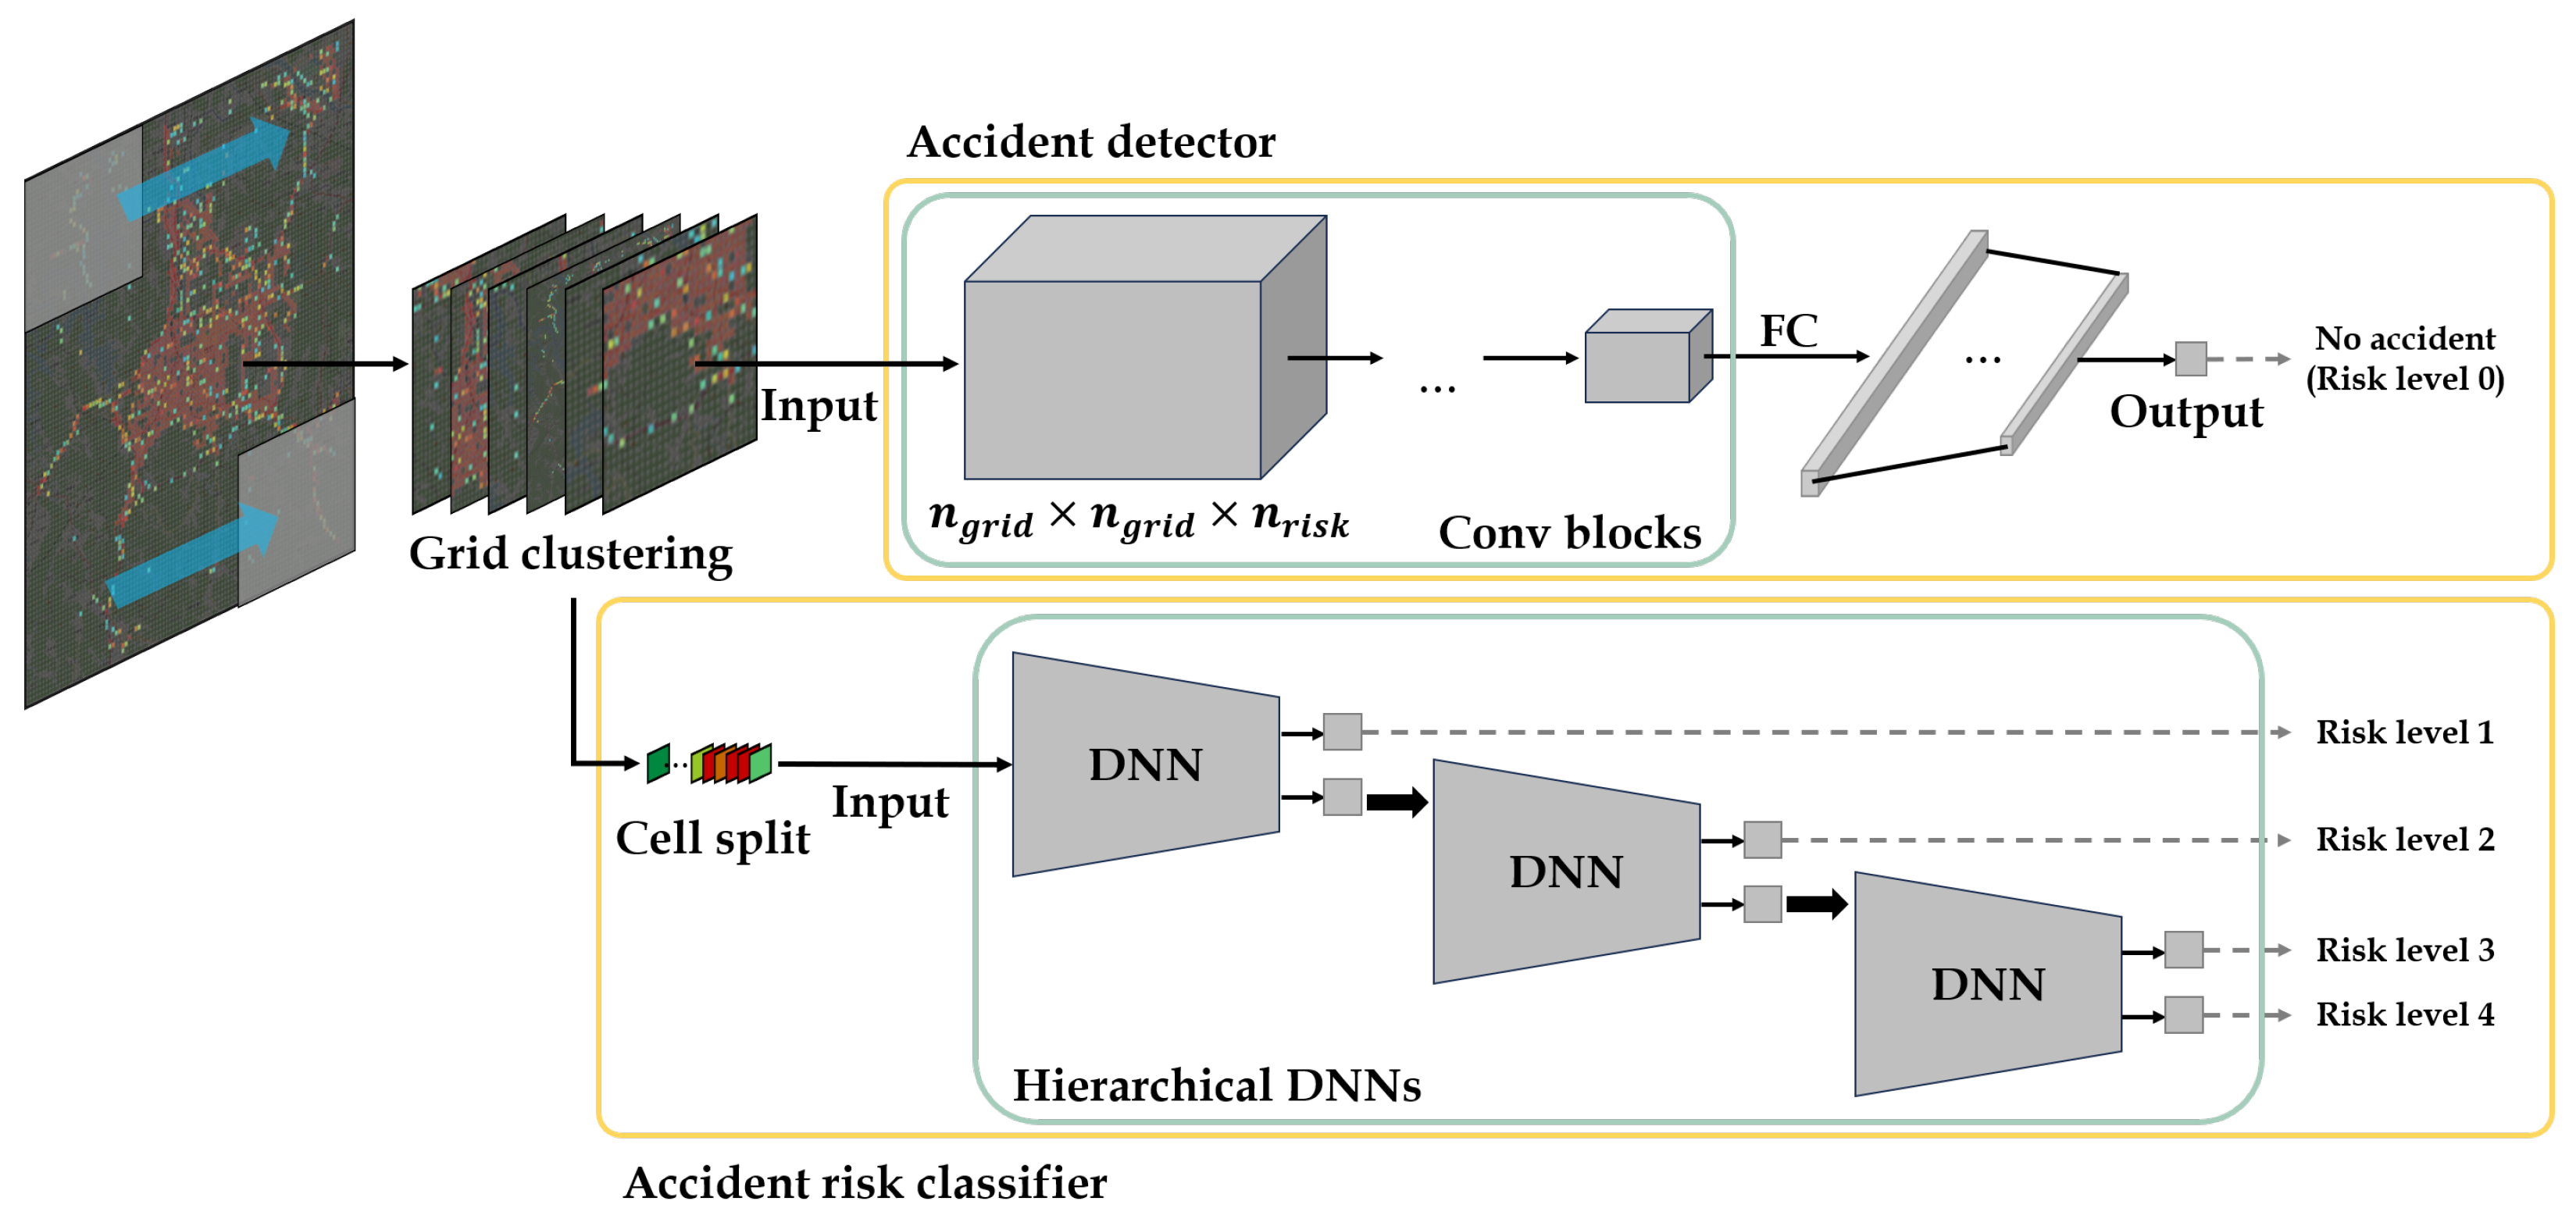 Accident detector
Input
n_grid × n_grid × n_risk
...
Conv blocks
FC
...
Output
No accident
(Risk level 0)
Grid clustering
...
Cell split
Input
DNN
DNN
DNN
Risk level 1
Risk level 2
Risk level 3
Risk level 4
Hierarchical DNNs
Accident risk classifier